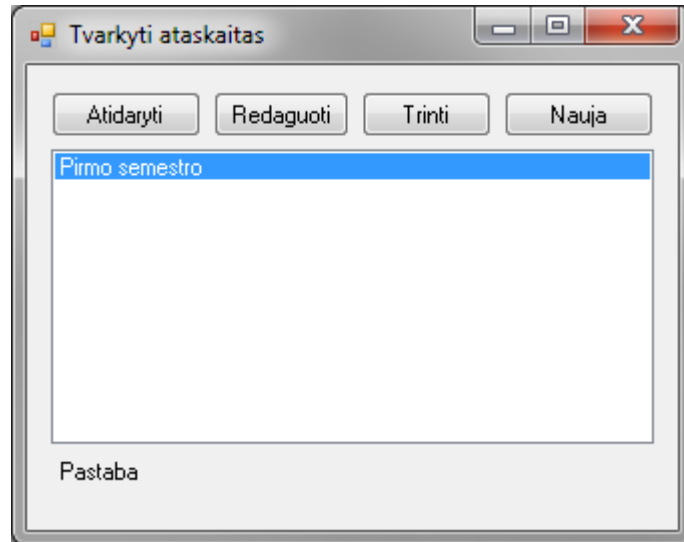 Tvarkyti ataskaitas
Atidaryti Redaguoti Trinti Nauja
Pirmo semestro
Pastaba